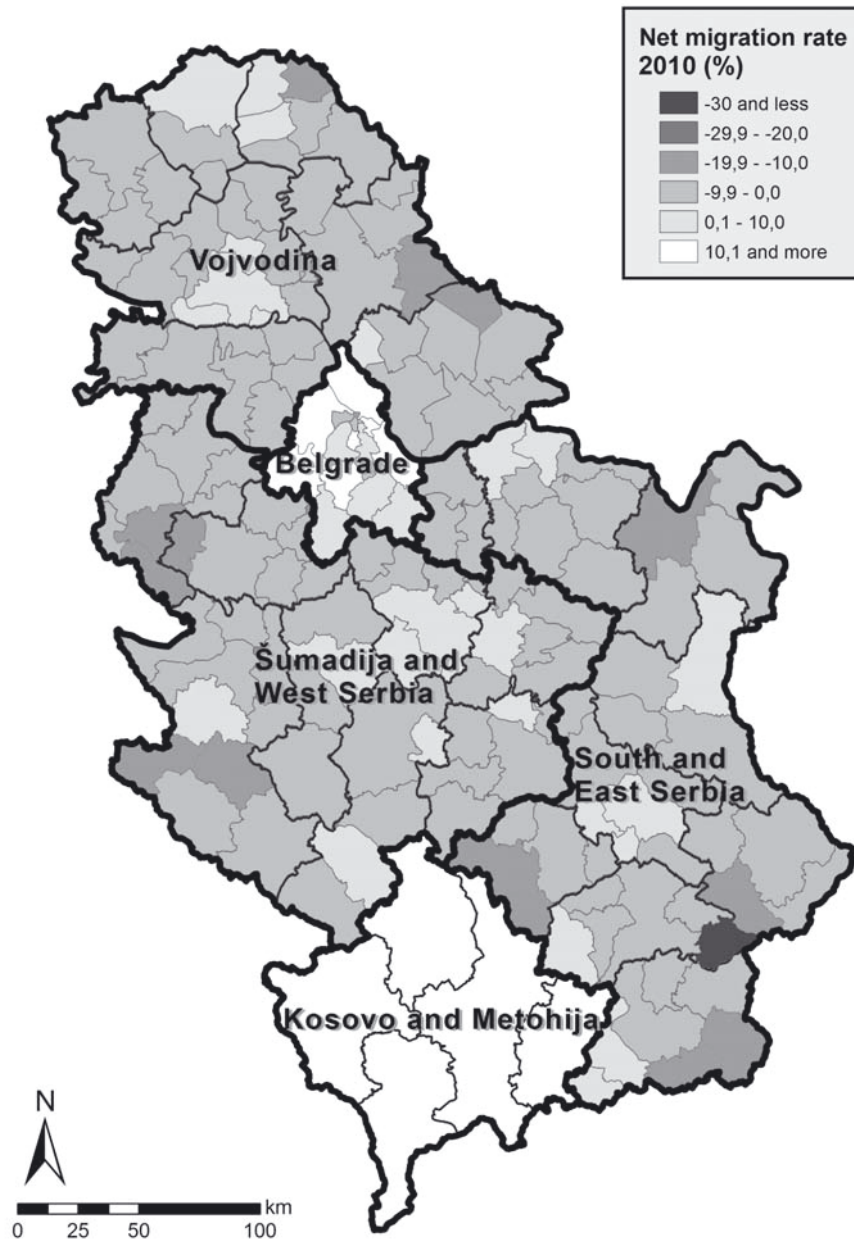 Net migration rate
2010 (%)
-30 and less
-29,9 - -20,0
-19,9 - -10,0
-9,9 - 0,0
0,1 - 10,0
10,1 and more
Vojvodina
Belgrade
Šumadija and
West Serbia
South and
East Serbia
Kosovo and Metohija
N
km
0 25 50 100